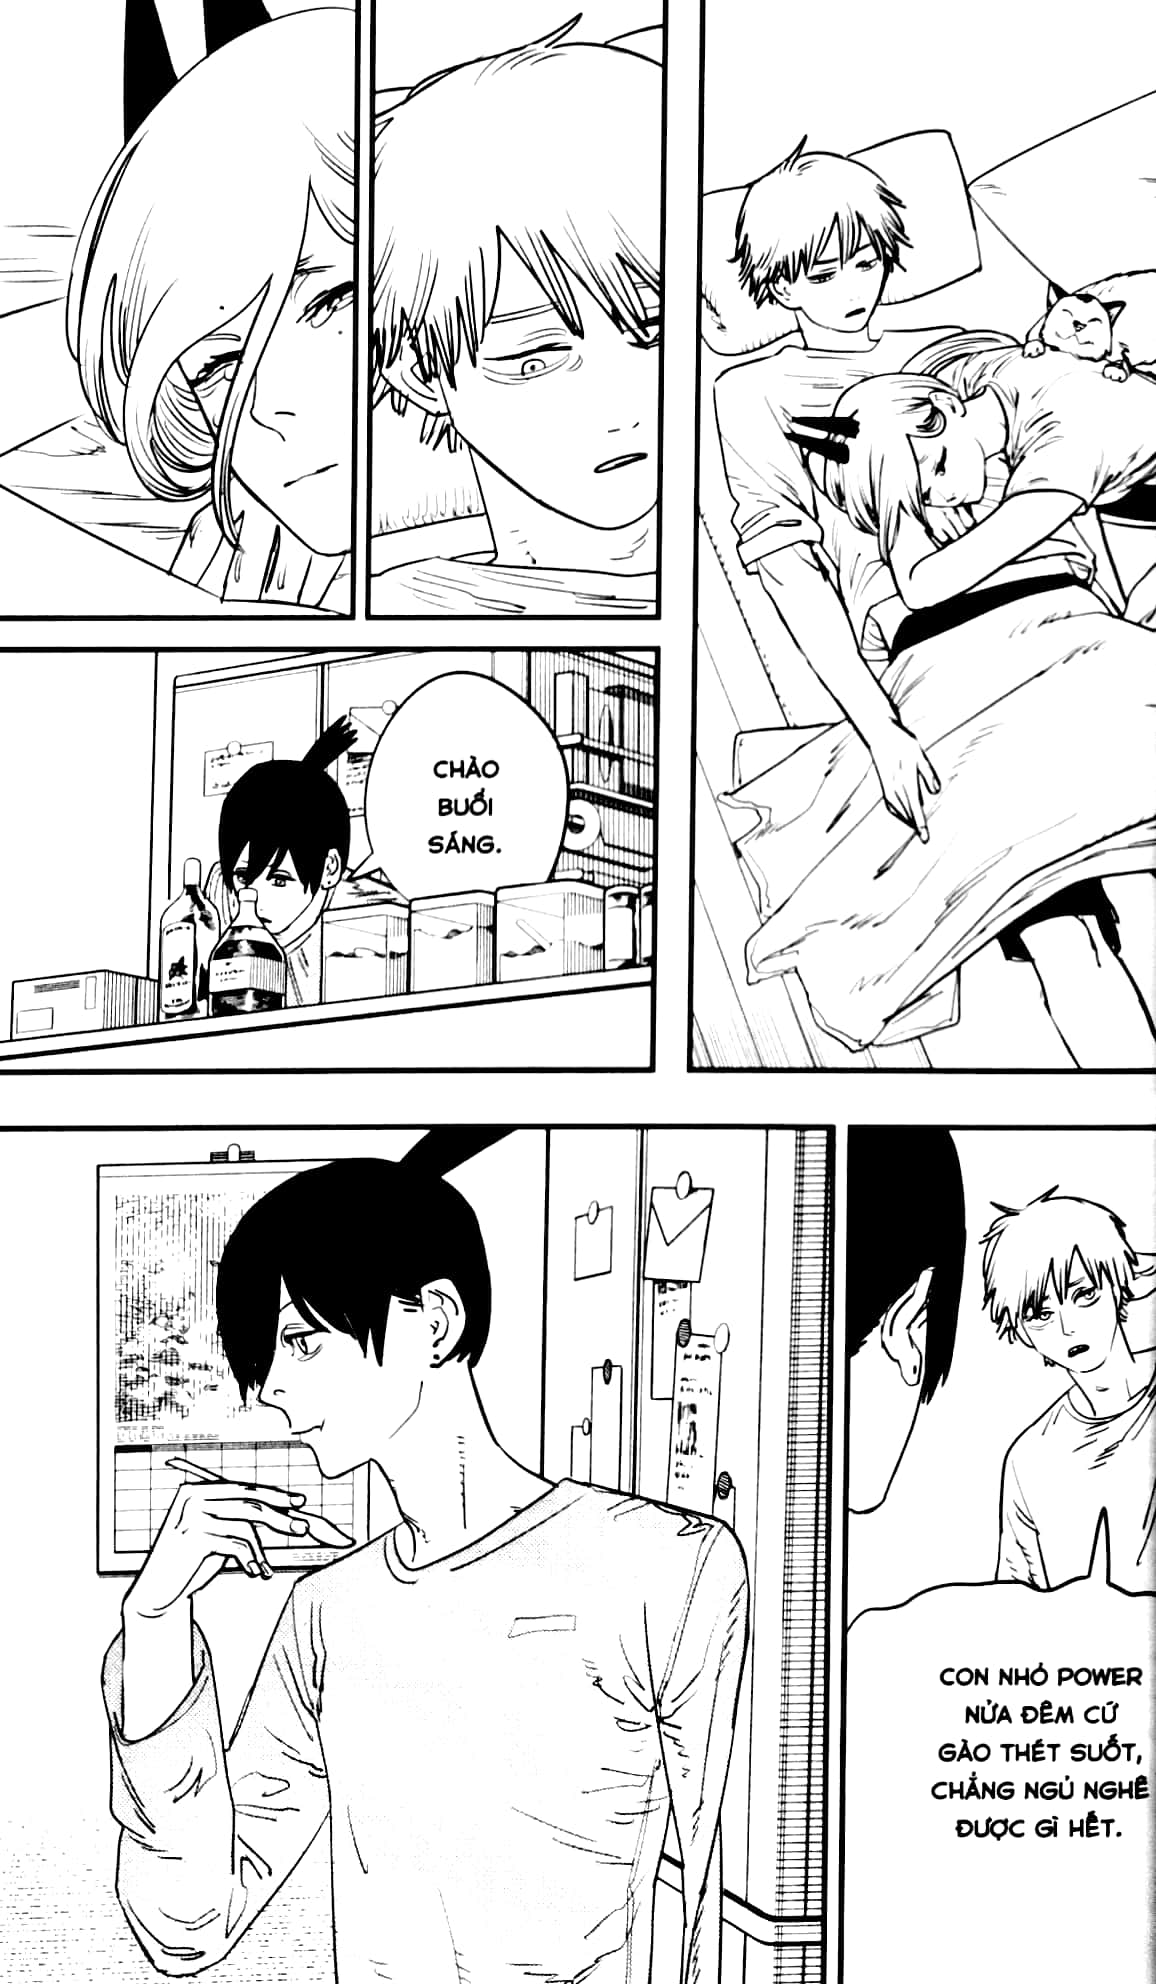 CHÀO
BUỔI
SÁNG.
CON NHỎ POWER
NỬA ĐÊM CỨ
GÀO THÉT SUỐT,
CHẲNG NGỦ NGHÊ
ĐƯỢC GÌ HẾT.